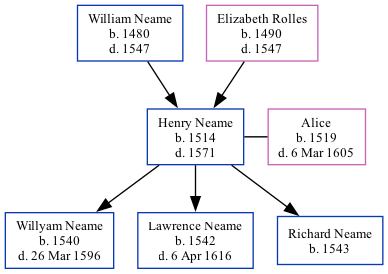 William Neame
b. 1480
d. 1547
Elizabeth Rolles
b. 1490
d. 1547
Henry Neame
b. 1514
d. 1571
Alice
b. 1519
d. 6 Mar 1605
Willyam Neame
b. 1540
d. 26 Mar 1596
Lawrence Neame
b. 1542
d. 6 Apr 1616
Richard Neame
b. 1543